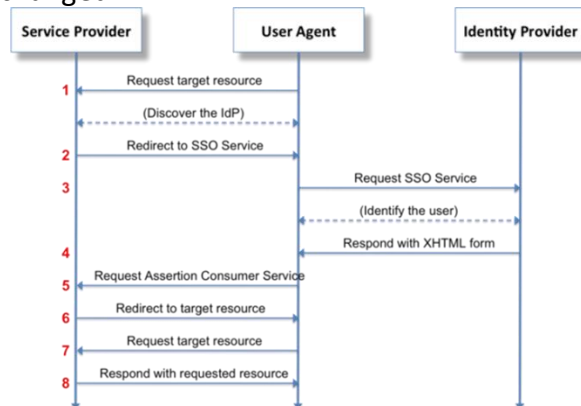 Service Provider
User Agent
Identity Provider
1
Request target resource
(Discover the IdP)
2
Redirect to SSO Service
3
Request SSO Service
(Identify the user)
4
Respond with XHTML form
5
Request Assertion Consumer Service
6
Redirect to target resource
7
Request target resource
8
Respond with requested resource